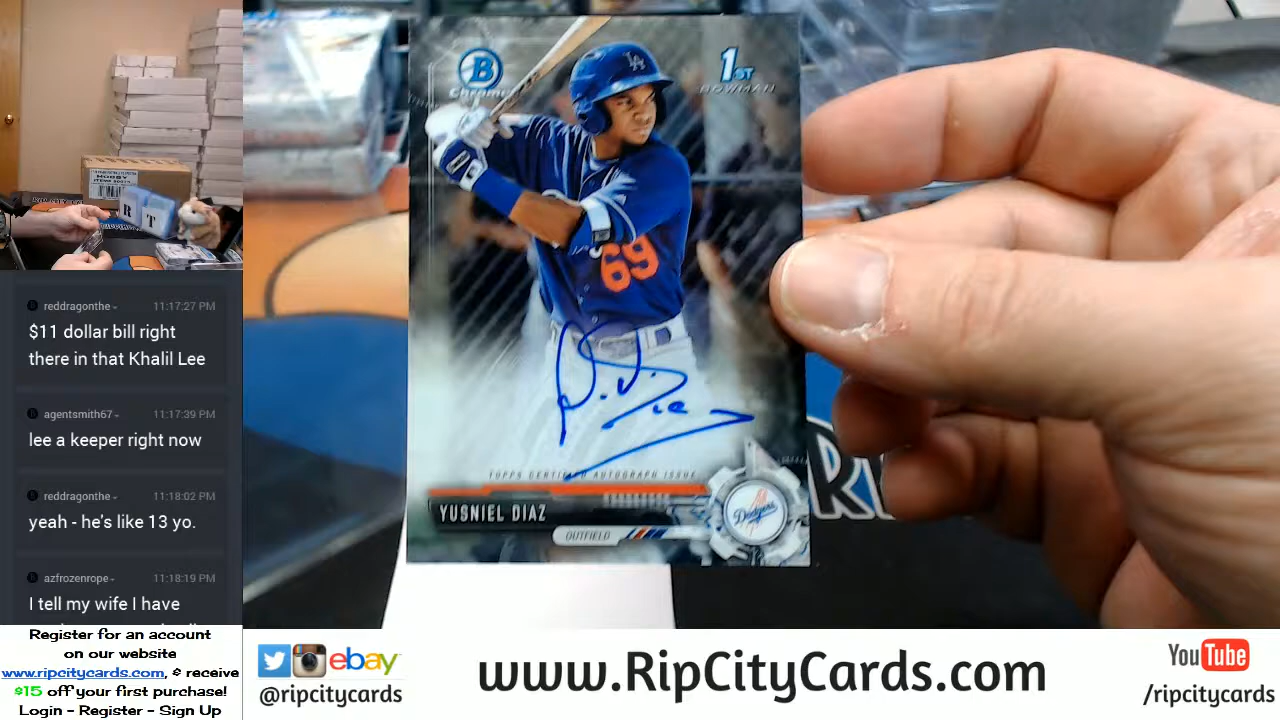 HOBBY
R T
reddragonthe
11:17:27 PM
$11 dollar bill right
there in that Khalil Lee
agentsmith67
11:17:39 PM
lee a keeper right now
reddragonthe
11:18:02 PM
yeah - he's like 13 yo.
azfrozenrope
11:18:19 PM
I tell my wife I have
Register for an account
on our website
www.ripcitycards.com, & receive
$15 off your first purchase!
Login - Register - Sign Up
B
Chrome
1ST
BOWMAN
LA
69
Y. Diaz
TOPPS CERTIFIED AUTOGRAPH ISSUE
YUSNIEL DIAZ
OUTFIELD
Dodgers
RI
ebay
@ripcitycards
www.RipCityCards.com
YouTube
/ripcitycards